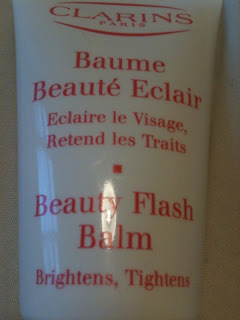 CLARINS
PARIS
Baume
Beauté Eclair
Eclaire le Visage,
Retend les Traits
Beauty Flash
Balm
Brightens, Tightens